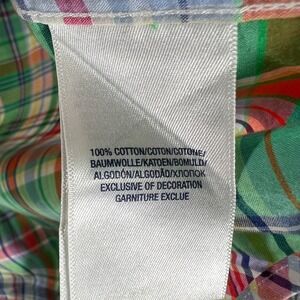 100% COTTON/COTON/COTONE/
BAUMWOLLE/KATOEN/BOMULD/
ALGODÓN/ALGODÃO/ХЛОПОК
EXCLUSIVE OF DECORATION
GARNITURE EXCLUE